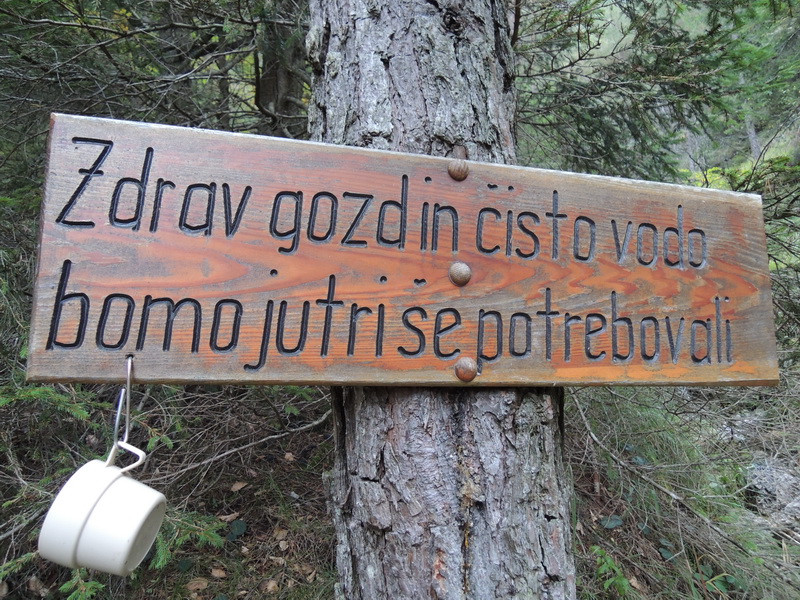 Zdrav gozd in čisto vodo
bomo jutri še potrebovali